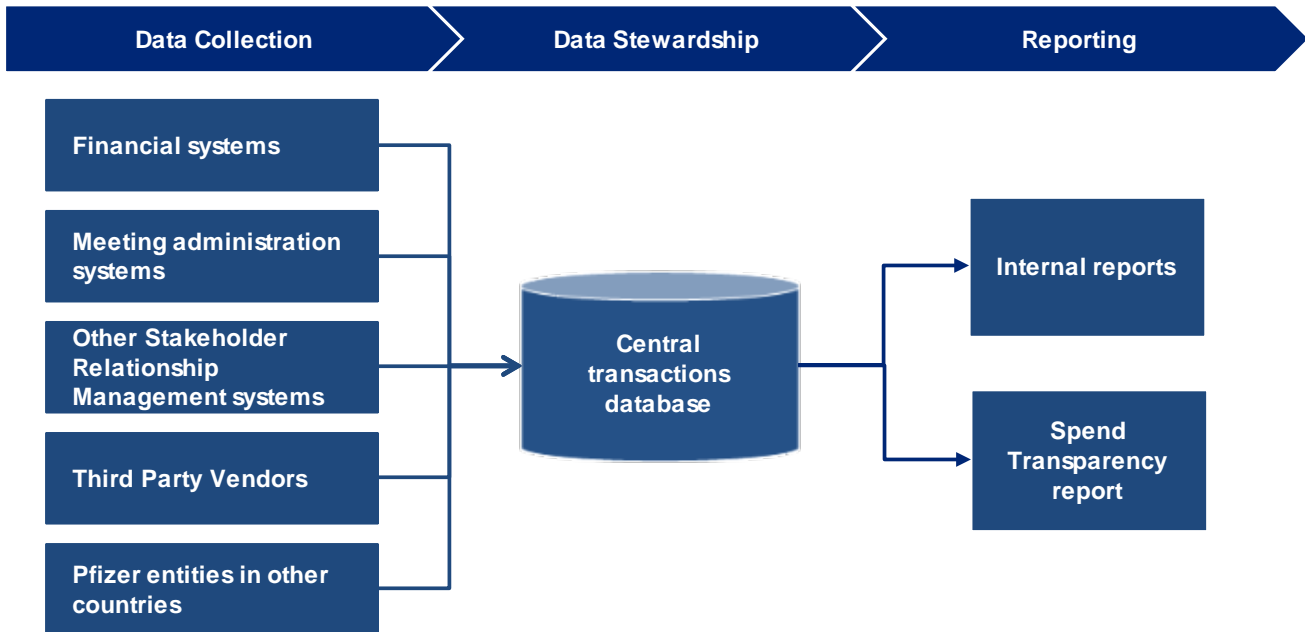 Data Collection
Data Stewardship
Reporting
Financial systems
Meeting administration
systems
Other Stakeholder
Relationship
Management systems
Third Party Vendors
Pfizer entities in other
countries
Central
transactions
database
Internal reports
Spend
Transparency
report